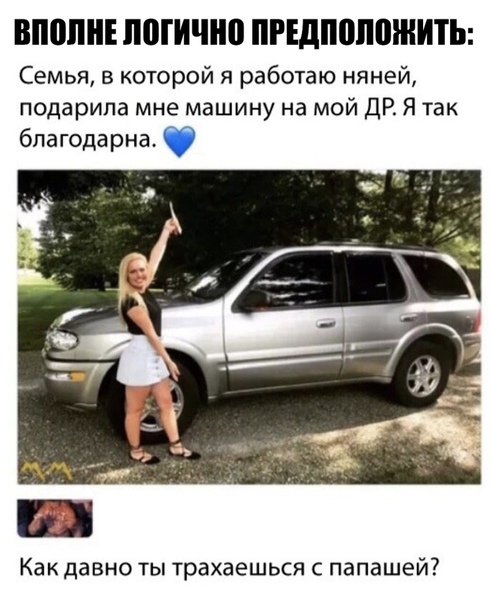 ВПОЛНЕ ЛОГИЧНО ПРЕДПОЛОЖИТЬ:
Семья, в которой я работаю няней,
подарила мне машину на мой ДР. Я так
благодарна. 💙
Как давно ты трахаешься с папашей?